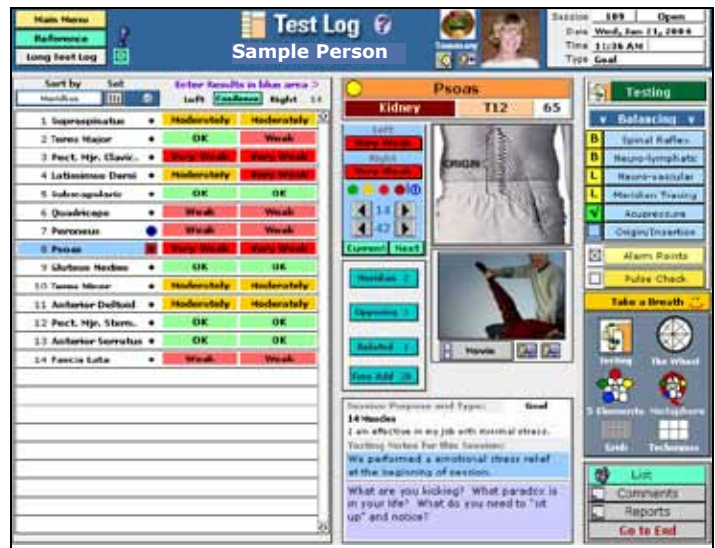 Main Menu
Reference
Long Test Log
Test Log
Sample Person
Summary
Session 109 Open
Date Wed, Jan 21, 2004
Time 11:36 AM
Type Goal
Sort by Set
Meridian
Enter Results in blue area >
Left Condense Right 14
1 Supraspinatus Moderately Moderately
2 Teres Major OK Weak
3 Pect. Mjr. Clavic. Very Weak Very Weak
4 Latissimus Dorsi Moderately Weak
5 Subscapularis OK OK
6 Quadriceps Weak Weak
7 Peroneus Weak Weak
8 Psoas Very Weak Very Weak
9 Gluteus Medius OK OK
10 Teres Minor Moderately Moderately
11 Anterior Deltoid Moderately Moderately
12 Pect. Mjr. Stern. OK OK
13 Anterior Serratus OK OK
14 Fascia Lata Weak Weak
Psoas
Kidney T12 65
Left
Very Weak
Right
Very Weak
14
42
Current Next
ORIGIN
Meridian 2
Opposing
Related
Free Add
Movie
Session Purpose and Type: Goal
14 Muscles
I am effective in my job with minimal stress.
Testing Notes for this Session:
We performed a emotional stress relief
at the beginning of session.
What are you kicking? What paradox is
in your life? What do you need to "sit
up" and notice?
Testing
v Balancing v
B Spinal Reflex
B Neuro-lymphatic
L Neuro-vascular
L Meridian Tracing
√ Acupressure
Origin/Insertion
Alarm Points
Pulse Check
Take a Breath
Testing The Wheel
5 Elements Metaphors
Grids Techniques
List
Comments
Reports
Go to End